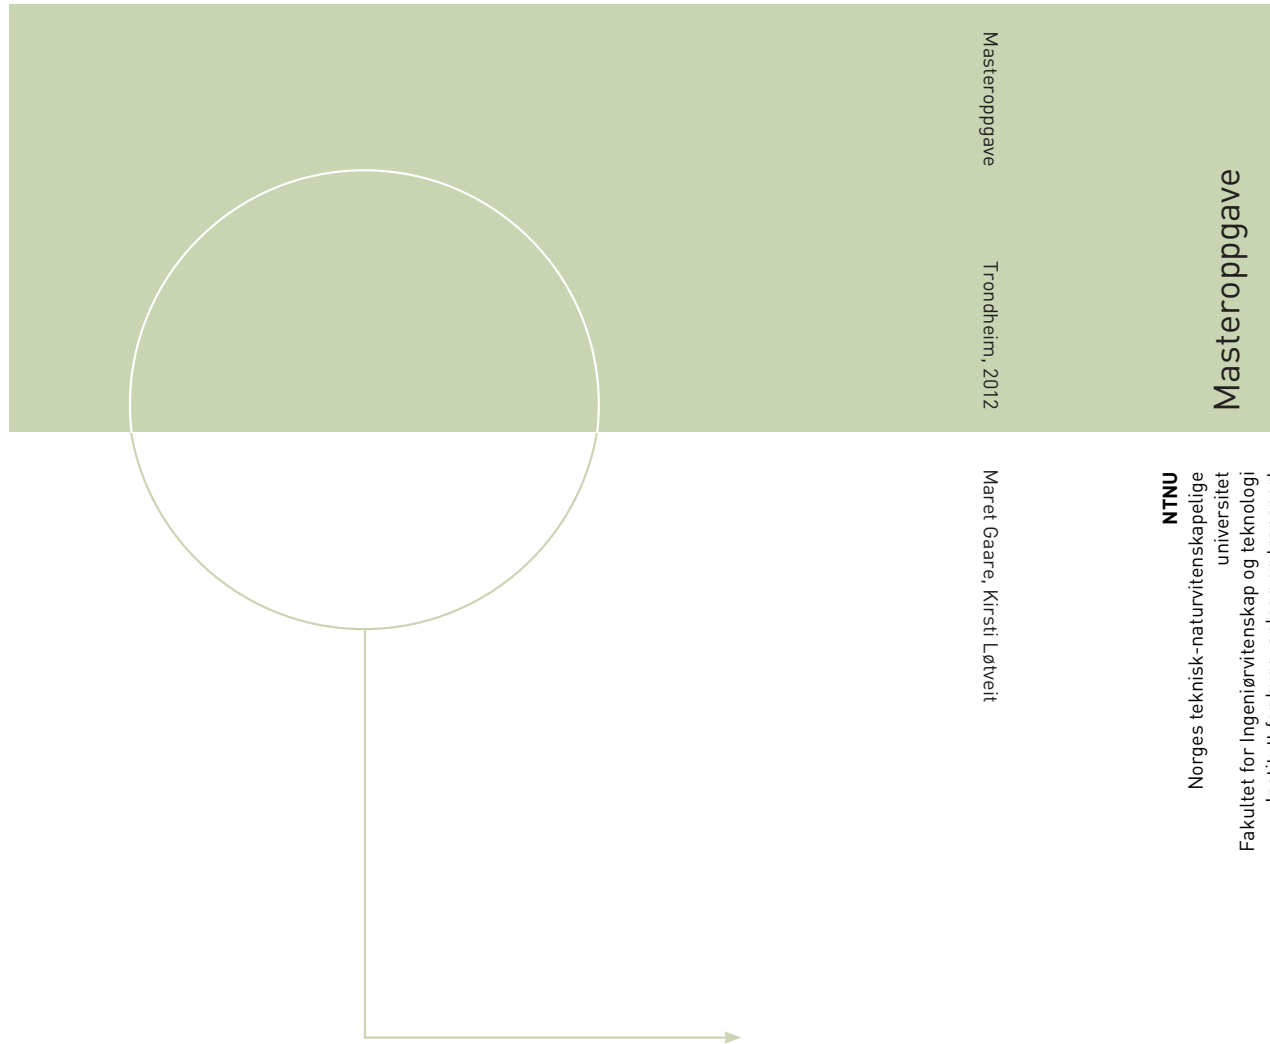 Masteroppgave
Trondheim, 2012
Maret Gaare, Kirsti Løtveit
Masteroppgave
NTNU
Norges teknisk-naturvitenskapelige
universitet
Fakultet for Ingeniørvitenskap og teknologi